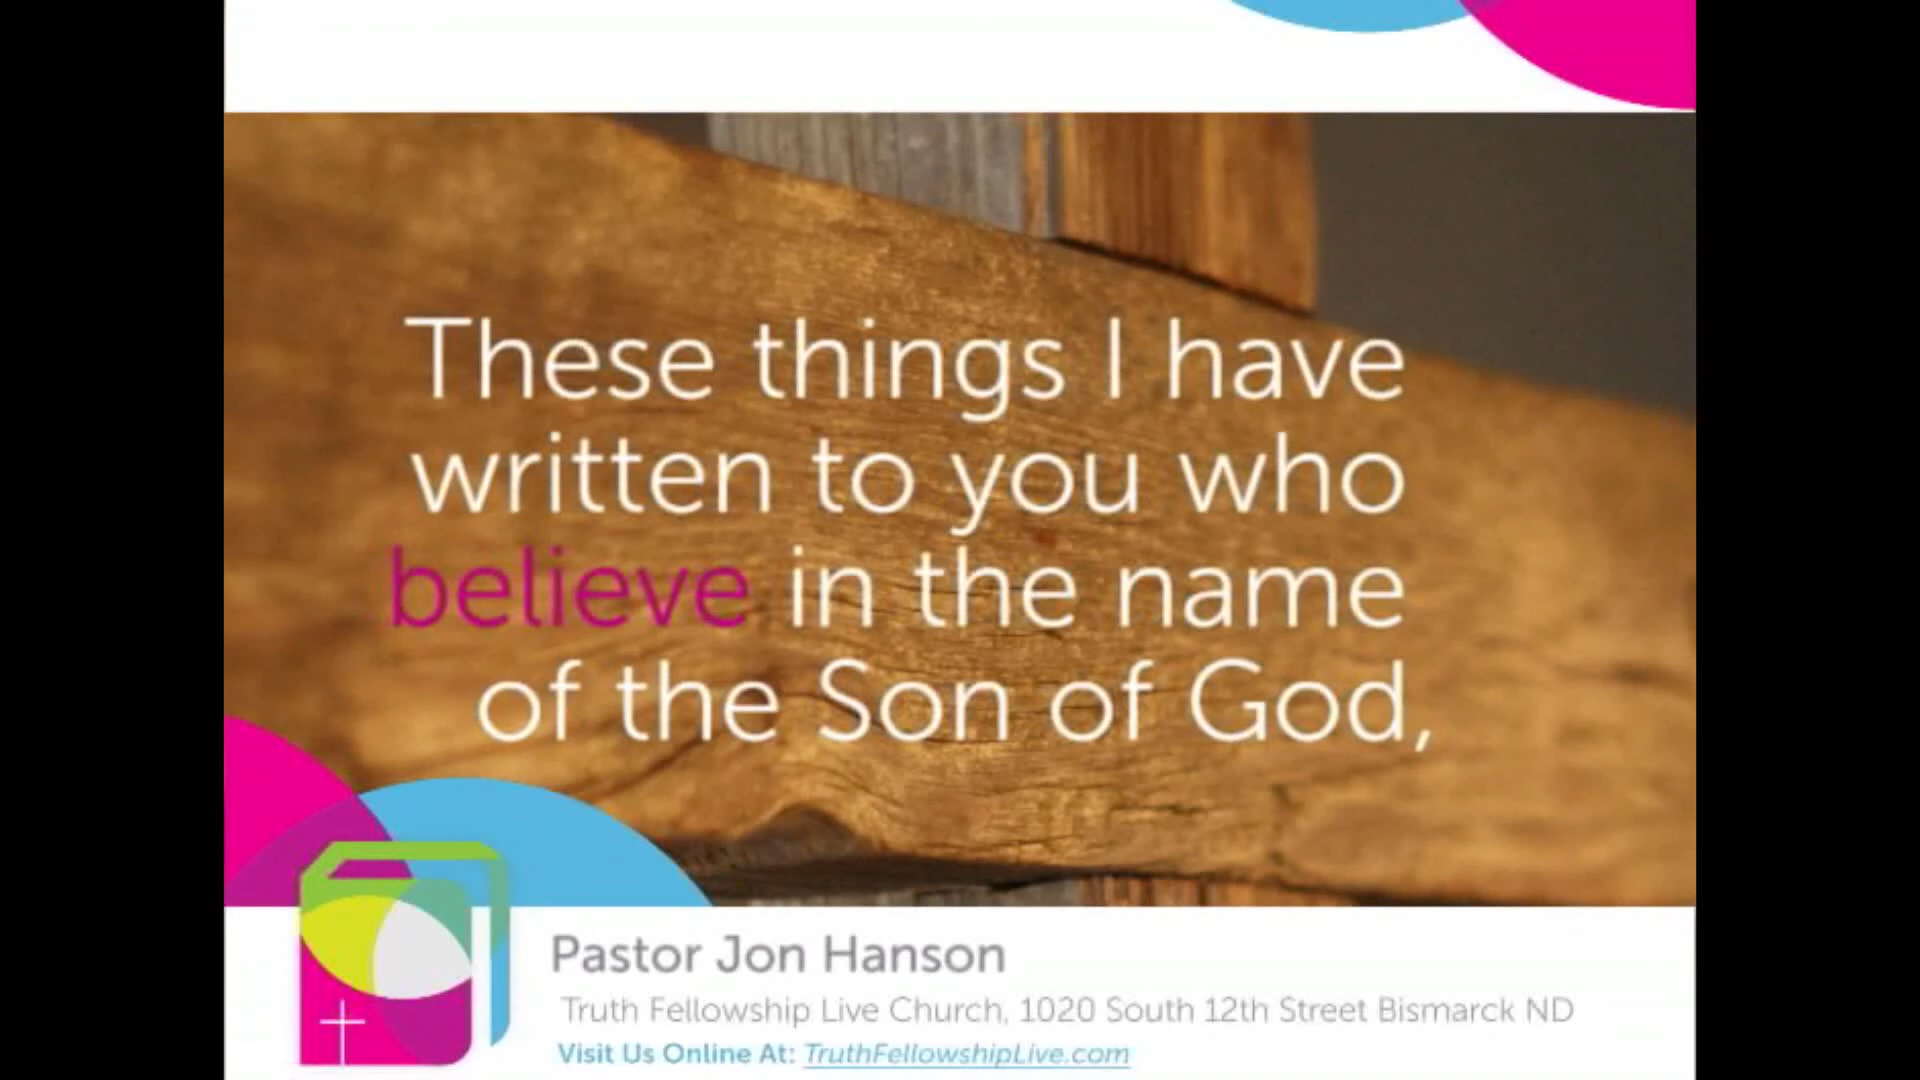 These things I have
written to you who
believe in the name
of the Son of God,
Pastor Jon Hanson
Truth Fellowship Live Church, 1020 South 12th Street Bismarck ND
Visit Us Online At: TruthFellowshipLive.com